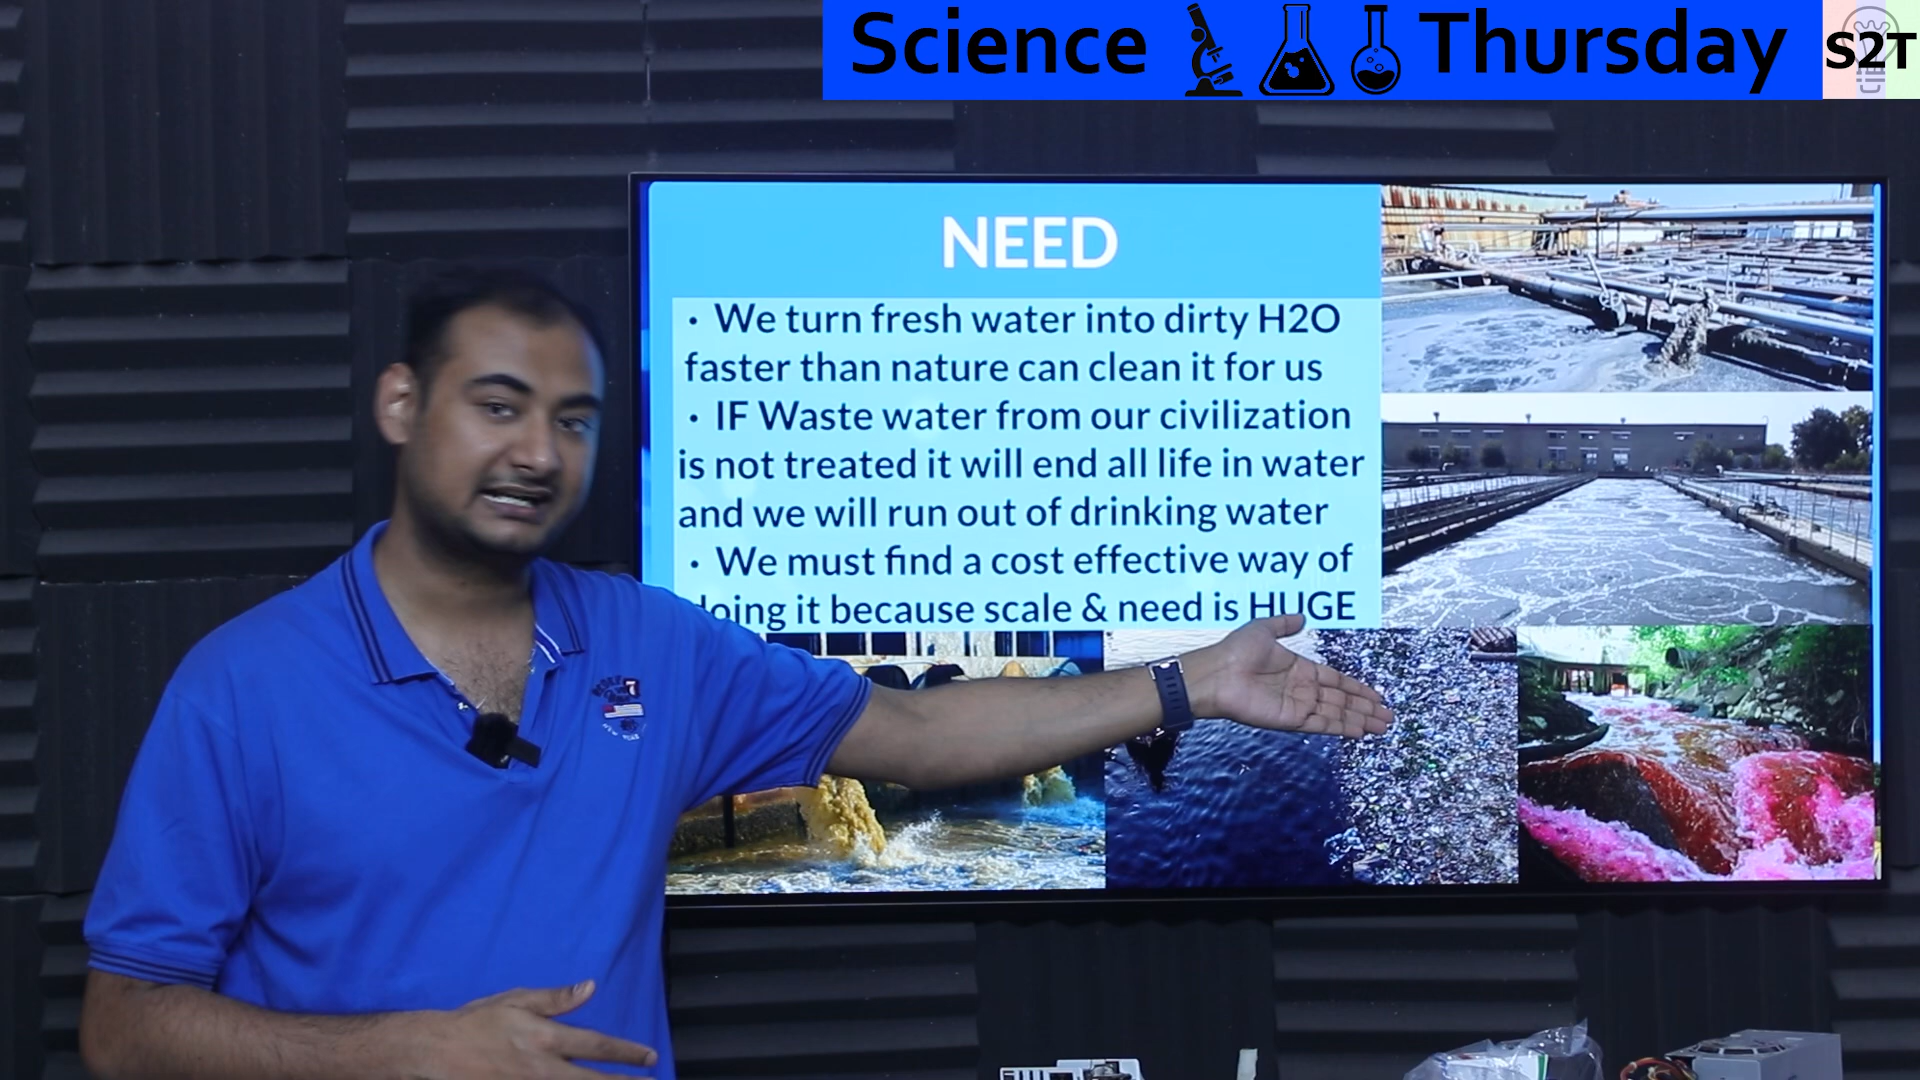 Science Thursday
S2T
NEED
• We turn fresh water into dirty H2O
faster than nature can clean it for us
• IF Waste water from our civilization
is not treated it will end all life in water
and we will run out of drinking water
• We must find a cost effective way of
doing it because scale & need is HUGE